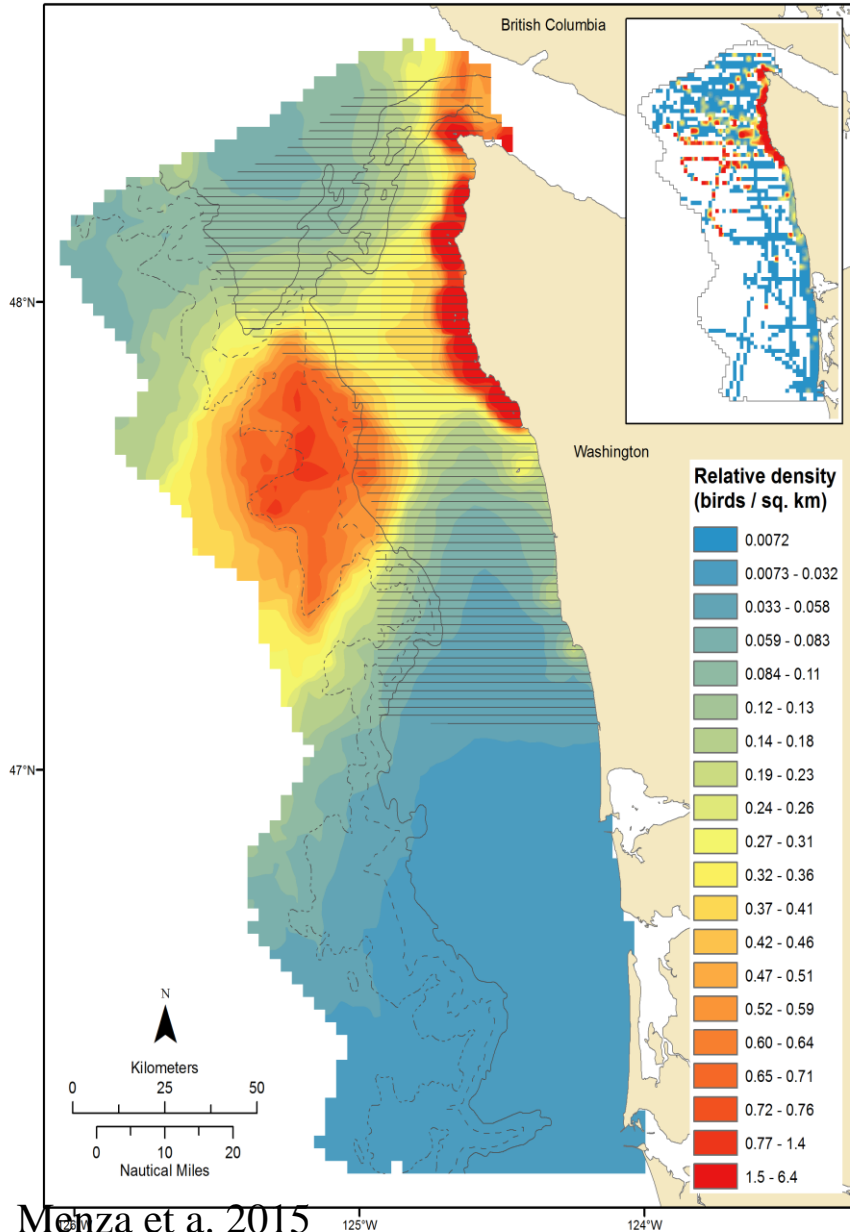 British Columbia
48°N
Washington
Relative density
(birds / sq. km)
0.0072
0.0073 - 0.032
0.033 - 0.058
0.059 - 0.083
0.084 - 0.11
0.12 - 0.13
0.14 - 0.18
0.19 - 0.23
0.24 - 0.26
0.27 - 0.31
0.32 - 0.36
0.37 - 0.41
0.42 - 0.46
0.47 - 0.51
0.52 - 0.59
0.60 - 0.64
0.65 - 0.71
0.72 - 0.76
0.77 - 1.4
1.5 - 6.4
47°N
N
Kilometers
0 25 50
0 10 20
Nautical Miles
126°W 125°W 124°W
Menza et a. 2015